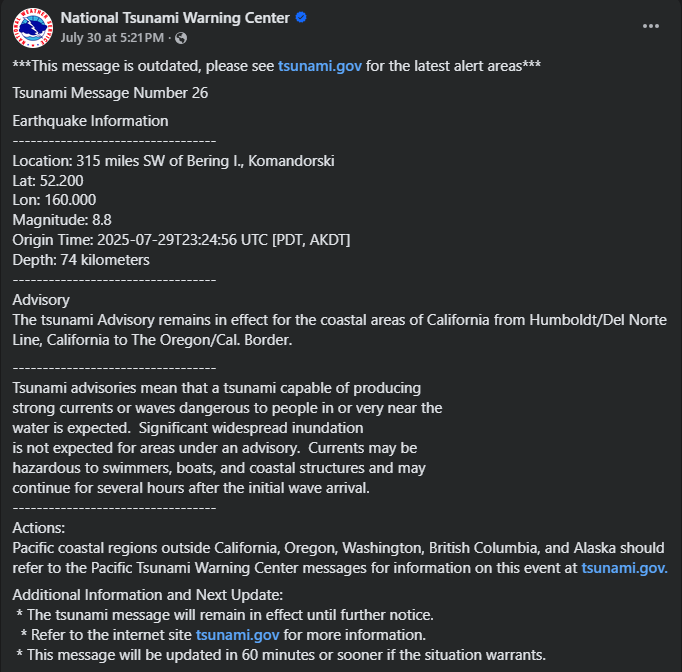 National Tsunami Warning Center
July 30 at 5:21 PM ·
***This message is outdated, please see tsunami.gov for the latest alert areas***
Tsunami Message Number 26
Earthquake Information
----------------------------------
Location: 315 miles SW of Bering I., Komandorski
Lat: 52.200
Lon: 160.000
Magnitude: 8.8
Origin Time: 2025-07-29T23:24:56 UTC [PDT, AKDT]
Depth: 74 kilometers
----------------------------------
Advisory
The tsunami Advisory remains in effect for the coastal areas of California from Humboldt/Del Norte
Line, California to The Oregon/Cal. Border.
----------------------------------
Tsunami advisories mean that a tsunami capable of producing
strong currents or waves dangerous to people in or very near the
water is expected.  Significant widespread inundation
is not expected for areas under an advisory.  Currents may be
hazardous to swimmers, boats, and coastal structures and may
continue for several hours after the initial wave arrival.
----------------------------------
Actions:
Pacific coastal regions outside California, Oregon, Washington, British Columbia, and Alaska should
refer to the Pacific Tsunami Warning Center messages for information on this event at tsunami.gov.
Additional Information and Next Update:
* The tsunami message will remain in effect until further notice.
* Refer to the internet site tsunami.gov for more information.
* This message will be updated in 60 minutes or sooner if the situation warrants.